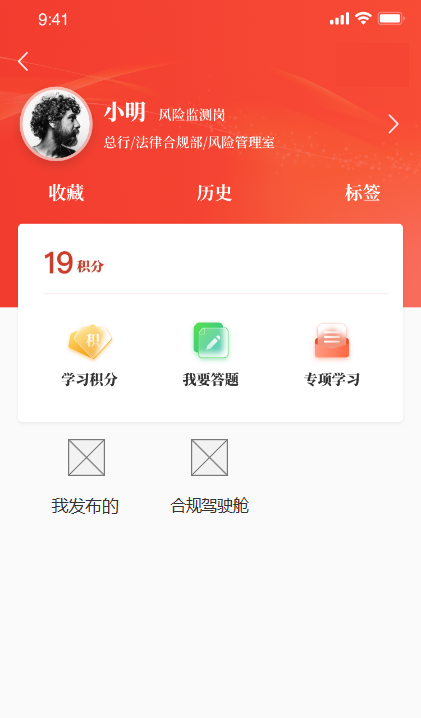 9:41
小明 风险监测岗
总行/法律合规部/风险管理室
收藏 历史 标签
19 积分
积
学习积分 我要答题 专项学习
我发布的 合规驾驶舱